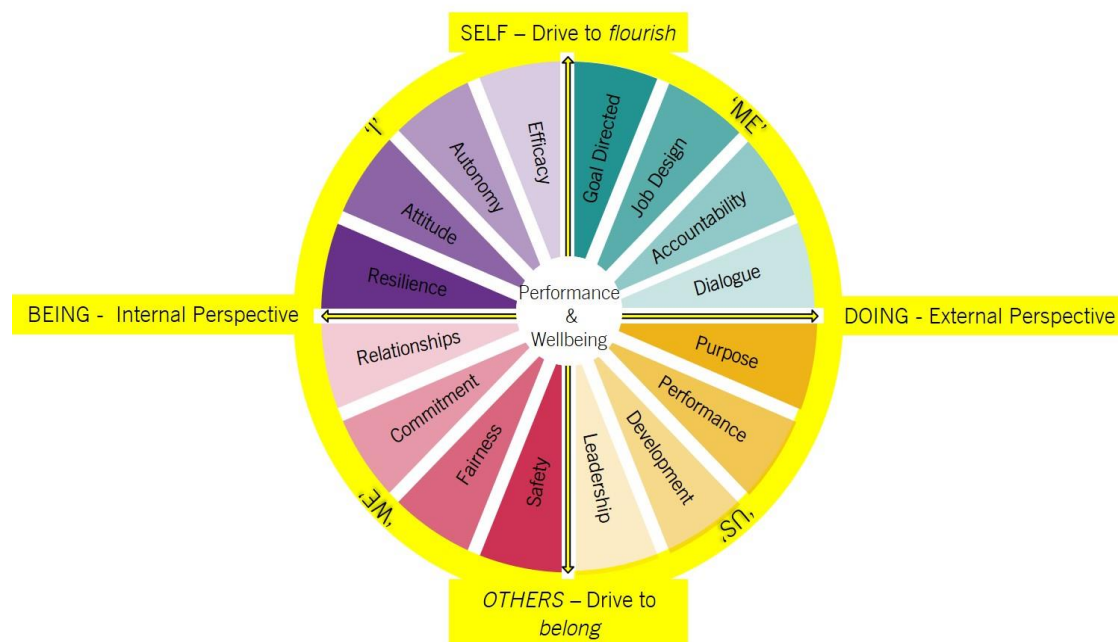 SELF – Drive to flourish
'I'
'ME'
Efficacy
Autonomy
Attitude
Resilience
Goal Directed
Job Design
Accountability
Dialogue
BEING - Internal Perspective
Performance
&
Wellbeing
DOING - External Perspective
Relationships
Commitment
Fairness
Safety
Purpose
Performance
Development
Leadership
'WE'
'US'
OTHERS – Drive to
belong